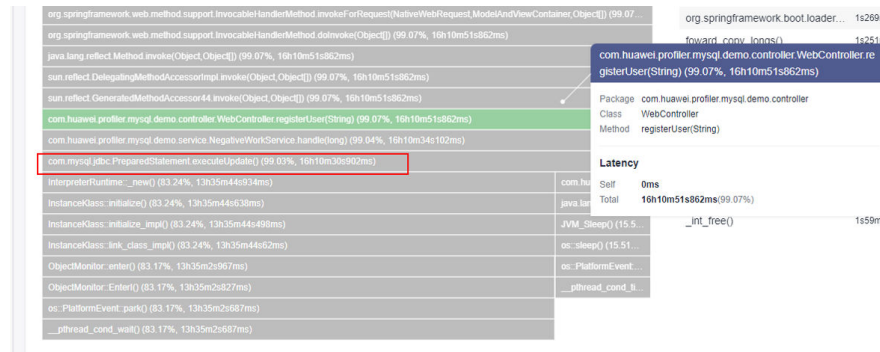 org.springframework.web.method.support.InvocableHandlerMethod.invokeForRequest(NativeWebRequest,ModelAndViewContainer,Object[]) (99.07...
org.springframework.web.method.support.InvocableHandlerMethod.doInvoke(Object[]) (99.07%, 16h10m51s862ms)
java.lang.reflect.Method.invoke(Object,Object[]) (99.07%, 16h10m51s862ms)
sun.reflect.DelegatingMethodAccessorImpl.invoke(Object,Object[]) (99.07%, 16h10m51s862ms)
sun.reflect.GeneratedMethodAccessor44.invoke(Object,Object[]) (99.07%, 16h10m51s862ms)
com.huawei.profiler.mysql.demo.controller.WebController.registerUser(String) (99.07%, 16h10m51s862ms)
com.huawei.profiler.mysql.demo.service.NegativeWorkService.handle(long) (99.04%, 16h10m34s102ms)
com.mysql.jdbc.PreparedStatement.executeUpdate() (99.03%, 16h10m30s902ms)
InterpreterRuntime::_new() (83.24%, 13h35m44s934ms)
com.hu
InstanceKlass::initialize() (83.24%, 13h35m44s638ms)
java.lan
InstanceKlass::initialize_impl() (83.24%, 13h35m44s498ms)
JVM_Sleep() (15.5...
InstanceKlass::link_class_impl() (83.24%, 13h35m44s62ms)
os::sleep() (15.51...
ObjectMonitor::enter() (83.17%, 13h35m2s967ms)
os::PlatformEvent:...
ObjectMonitor::EnterI() (83.17%, 13h35m2s827ms)
__pthread_cond_ti...
os::PlatformEvent::park() (83.17%, 13h35m2s687ms)
__pthread_cond_wait() (83.17%, 13h35m2s687ms)
org.springframework.boot.loader... 1s269
foward_copy_longs() 1s251
com.huawei.profiler.mysql.demo.controller.WebController.re
gisterUser(String) (99.07%, 16h10m51s862ms)
Package com.huawei.profiler.mysql.demo.controller
Class WebController
Method registerUser(String)
Latency
Self 0ms
Total 16h10m51s862ms(99.07%)
_int_free() 1s59m